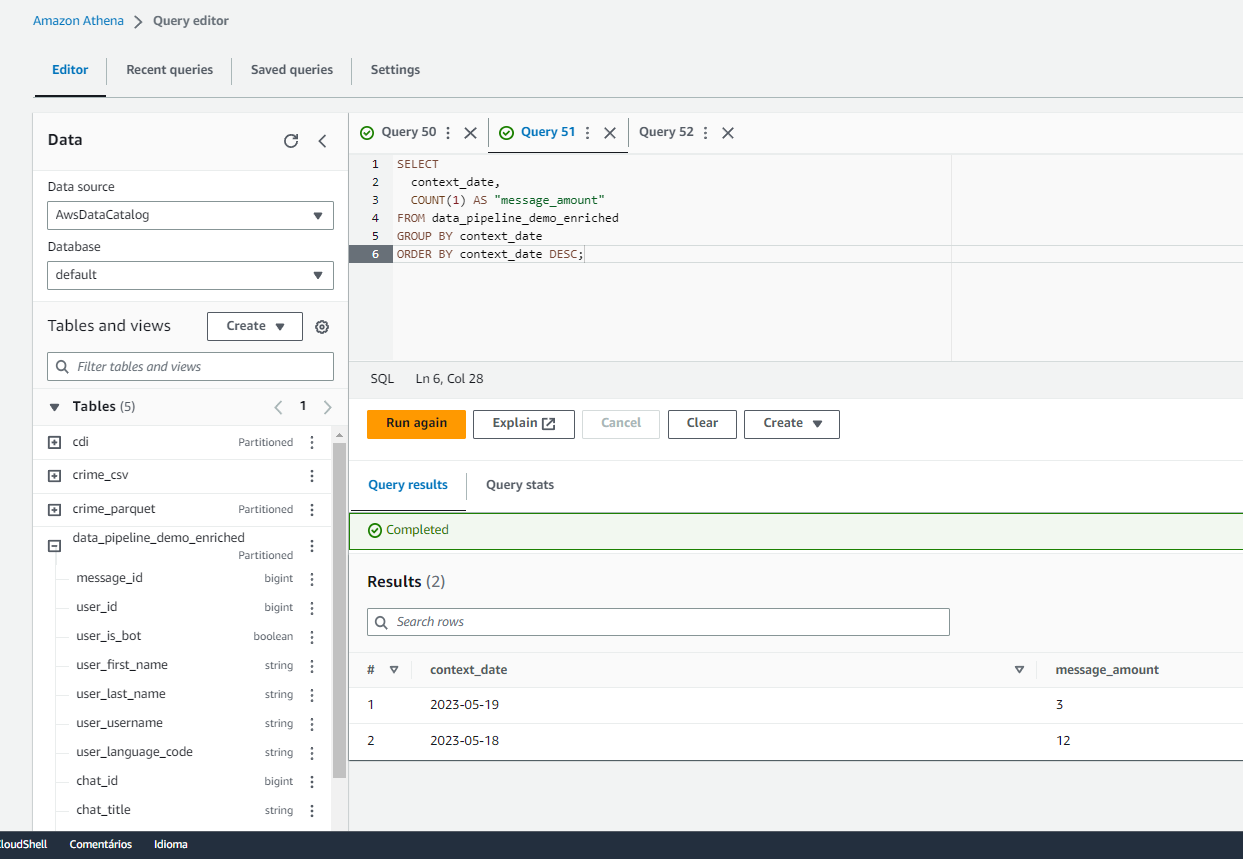 Amazon Athena > Query editor
Editor Recent queries Saved queries Settings
Data
Data source
AwsDataCatalog
Database
default
Tables and views Create
Filter tables and views
Tables (5) 1
cdi Partitioned
crime_csv
crime_parquet Partitioned
data_pipeline_demo_enriched
Partitioned
message_id bigint
user_id bigint
user_is_bot boolean
user_first_name string
user_last_name string
user_username string
user_language_code string
chat_id bigint
chat_title string
Query 50 Query 51 Query 52
1 SELECT
2 context_date,
3 COUNT(1) AS "message_amount"
4 FROM data_pipeline_demo_enriched
5 GROUP BY context_date
6 ORDER BY context_date DESC;
SQL Ln 6, Col 28
Run again Explain Cancel Clear Create
Query results Query stats
Completed
Results (2)
Search rows
# context_date message_amount
1 2023-05-19 3
2 2023-05-18 12
CloudShell Comentários Idioma